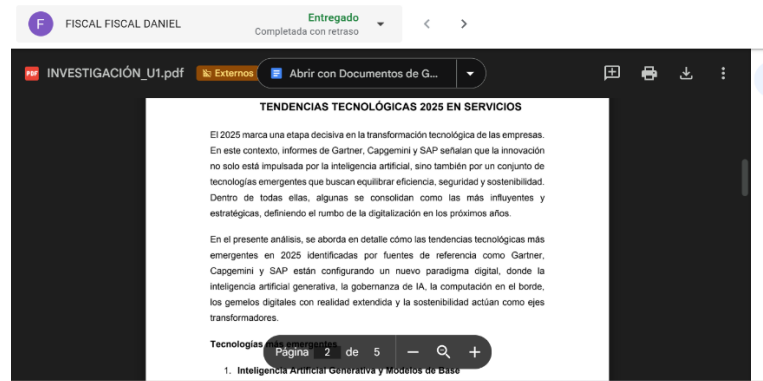 F FISCAL FISCAL DANIEL
Entregado
Completada con retraso
PDF INVESTIGACIÓN_U1.pdf Externos Abrir con Documentos de G...
TENDENCIAS TECNOLÓGICAS 2025 EN SERVICIOS
El 2025 marca una etapa decisiva en la transformación tecnológica de las empresas.
En este contexto, informes de Gartner, Capgemini y SAP señalan que la innovación
no solo está impulsada por la inteligencia artificial, sino también por un conjunto de
tecnologías emergentes que buscan equilibrar eficiencia, seguridad y sostenibilidad.
Dentro de todas ellas, algunas se consolidan como las más influyentes y
estratégicas, definiendo el rumbo de la digitalización en los próximos años.
En el presente análisis, se aborda en detalle cómo las tendencias tecnológicas más
emergentes en 2025 identificadas por fuentes de referencia como Gartner,
Capgemini y SAP están configurando un nuevo paradigma digital, donde la
inteligencia artificial generativa, la gobernanza de IA, la computación en el borde,
los gemelos digitales con realidad extendida y la sostenibilidad actúan como ejes
transformadores.
Tecnologías más emergentes
Página 2 de 5
1. Inteligencia Artificial Generativa y Modelos de Base